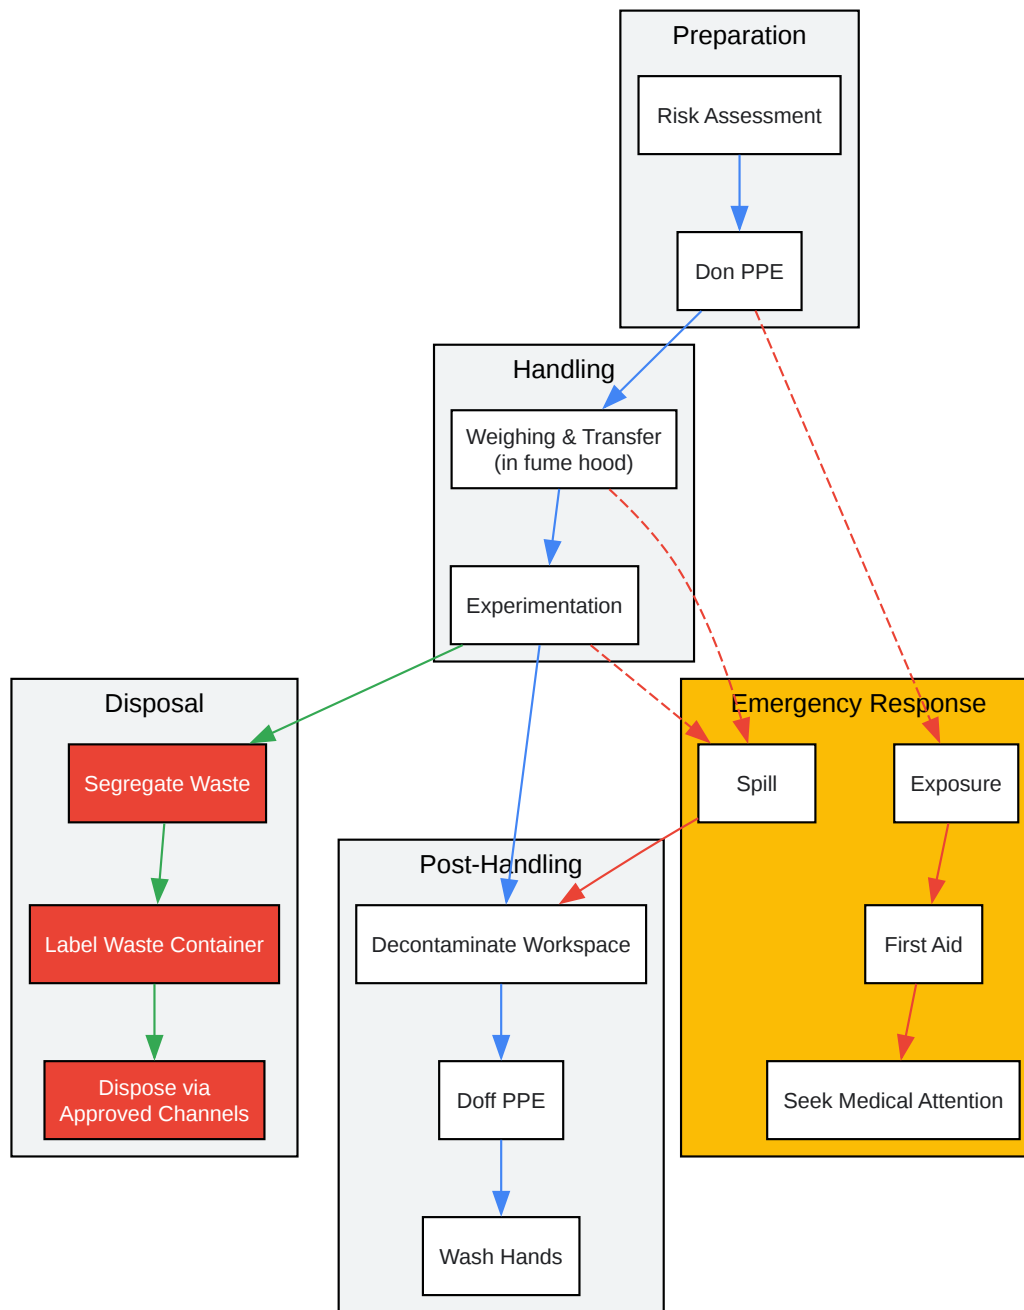 Preparation
Risk Assessment
Don PPE
Handling
Weighing & Transfer
(in fume hood)
Experimentation
Disposal
Segregate Waste
Label Waste Container
Dispose via
Approved Channels
Post-Handling
Decontaminate Workspace
Doff PPE
Wash Hands
Emergency Response
Spill
Exposure
First Aid
Seek Medical Attention